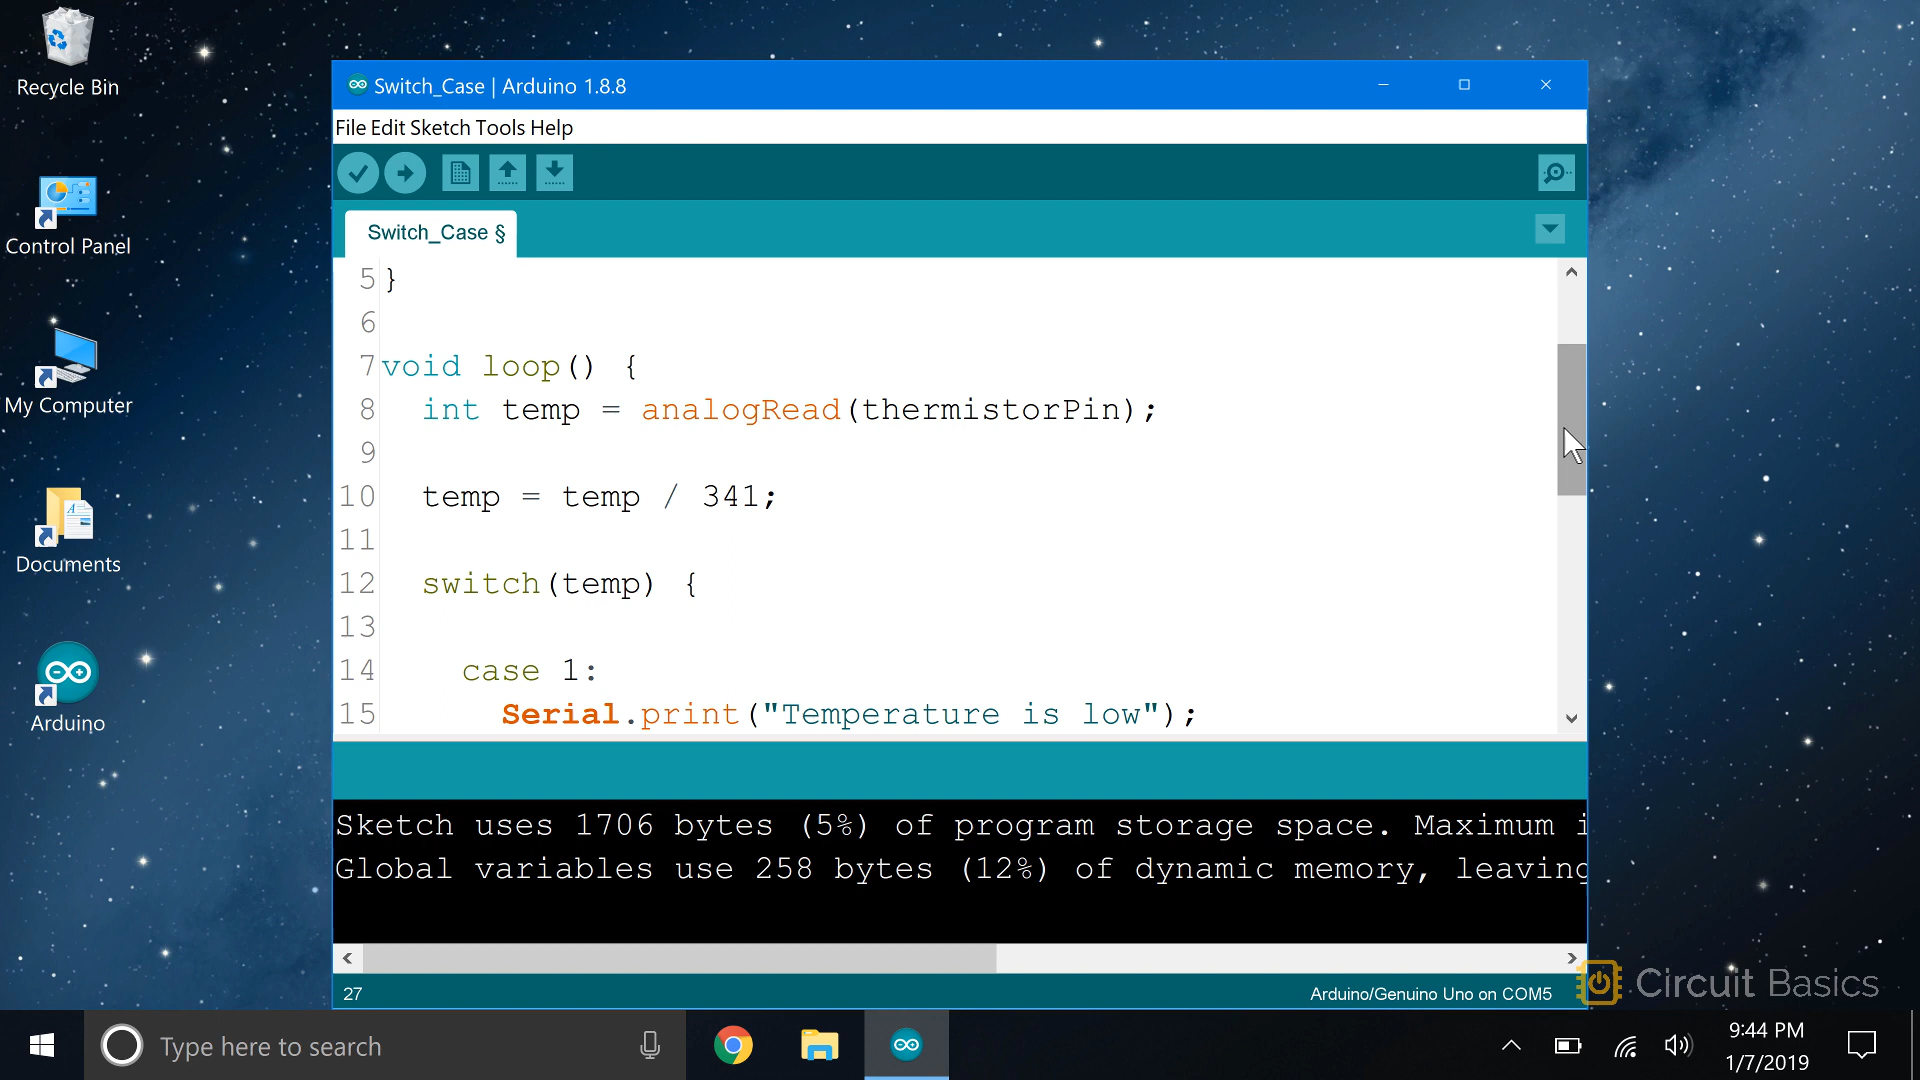 Recycle Bin
Control Panel
My Computer
Documents
Arduino
Switch_Case | Arduino 1.8.8
File Edit Sketch Tools Help
Switch_Case §
5 }
6
7 void loop() {
8 int temp = analogRead(thermistorPin);
9
10 temp = temp / 341;
11
12 switch(temp) {
13
14 case 1:
15 Serial.print("Temperature is low");
Sketch uses 1706 bytes (5%) of program storage space. Maximum i
Global variables use 258 bytes (12%) of dynamic memory, leaving
27
Arduino/Genuino Uno on COM5
Circuit Basics
Type here to search
9:44 PM
1/7/2019